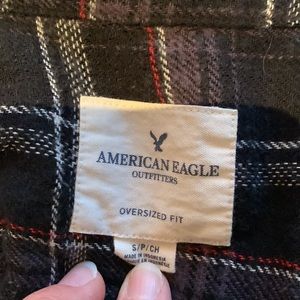 AMERICAN EAGLE
OUTFITTERS
OVERSIZED FIT
S/P/CH
MADE IN INDONESIA